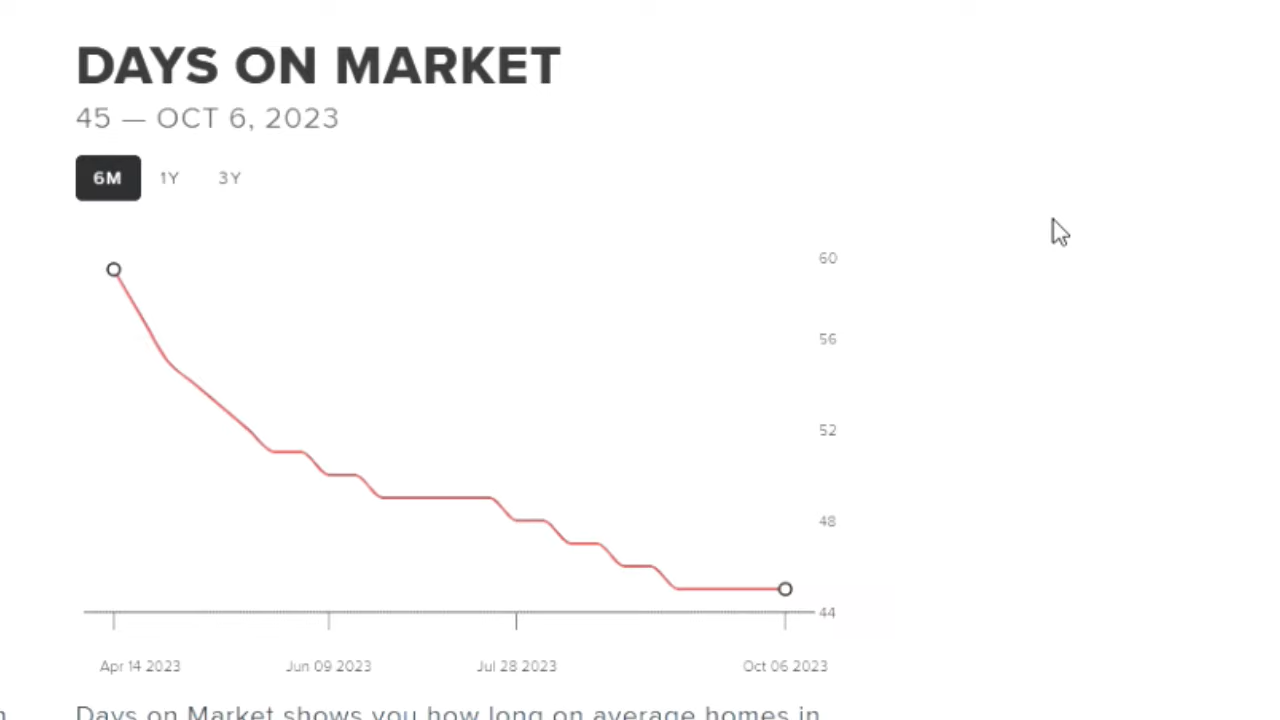 DAYS ON MARKET
45 — OCT 6, 2023
6M 1Y 3Y
60
56
52
48
44
Apr 14 2023 Jun 09 2023 Jul 28 2023 Oct 06 2023
Days on Market shows you how long on average homes in